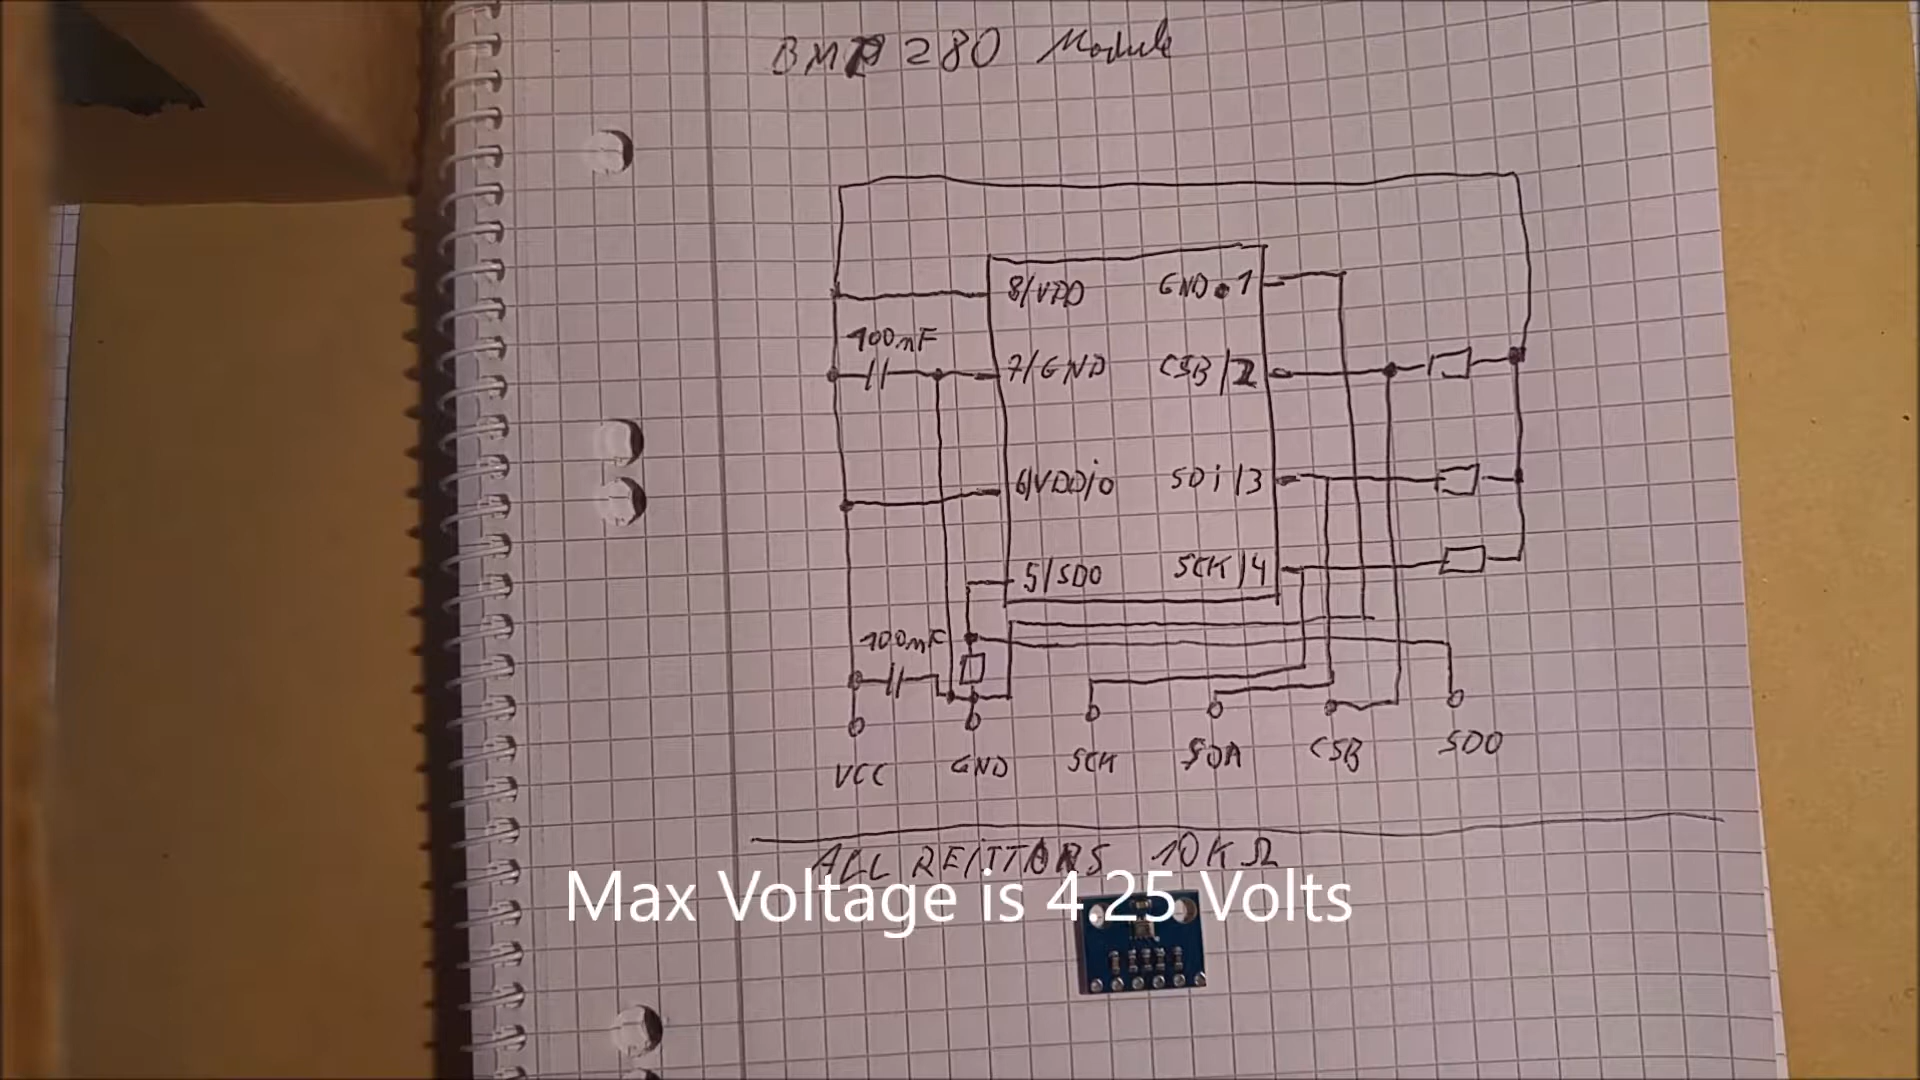 BMP280 Module
8/VDD GND.1
100nF
7/GND CSB/2
6/VDDio SDi/3
5/SDO SCK/4
100nF
VCC GND SCK SDA CSB SDO
ALL REITTORS 10KΩ
Max Voltage is 4.25 Volts